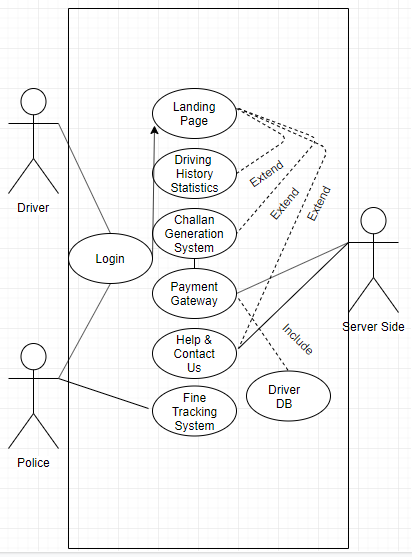 Landing
Page
Driver
Driving
History
Statistics
Extend
Extend
Extend
Challan
Generation
System
Login
Payment
Gateway
Server Side
Include
Help &
Contact
Us
Driver
DB
Fine
Tracking
System
Police